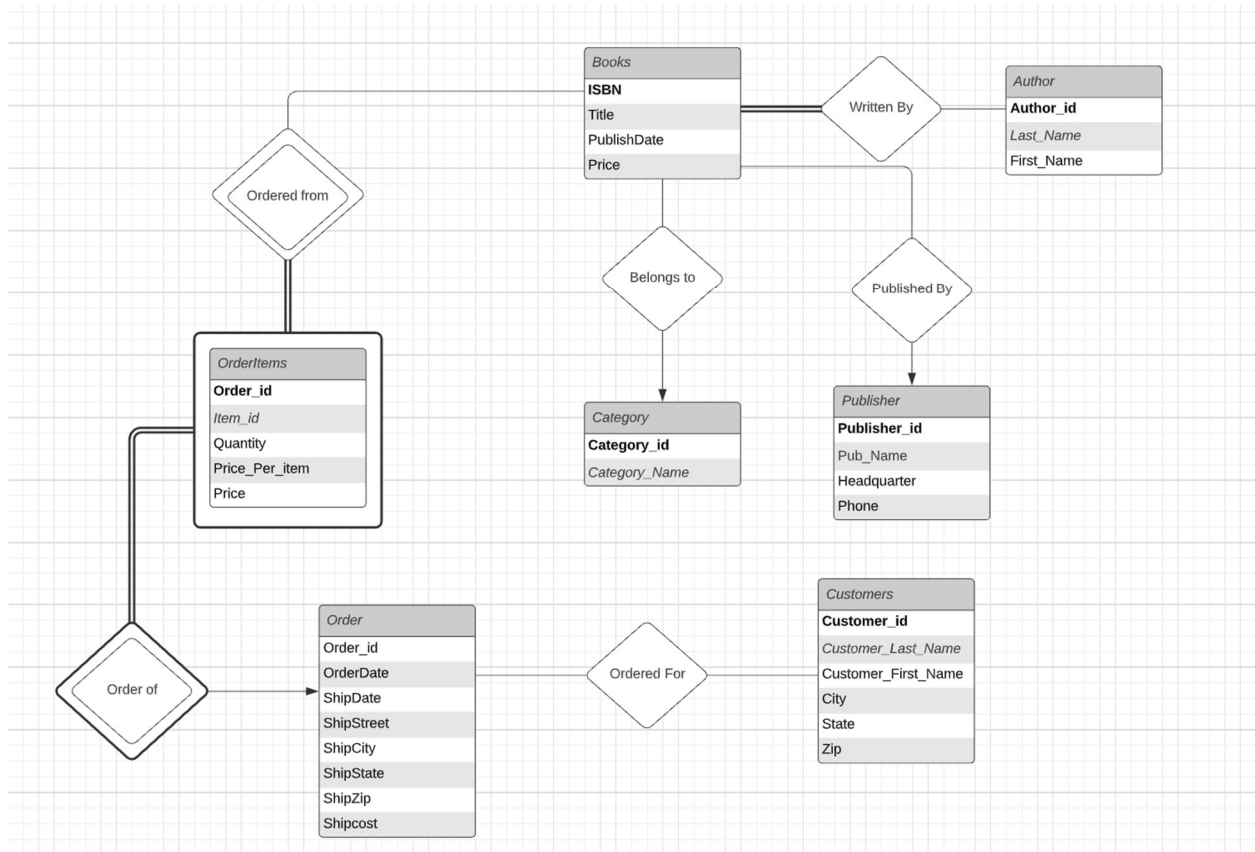 Books
ISBN
Title
PublishDate
Price
Written By
Author
Author_id
Last_Name
First_Name
Ordered from
Belongs to
Published By
OrderItems
Order_id
Item_id
Quantity
Price_Per_item
Price
Category
Category_id
Category_Name
Publisher
Publisher_id
Pub_Name
Headquarter
Phone
Order of
Order
Order_id
OrderDate
ShipDate
ShipStreet
ShipCity
ShipState
ShipZip
Shipcost
Ordered For
Customers
Customer_id
Customer_Last_Name
Customer_First_Name
City
State
Zip